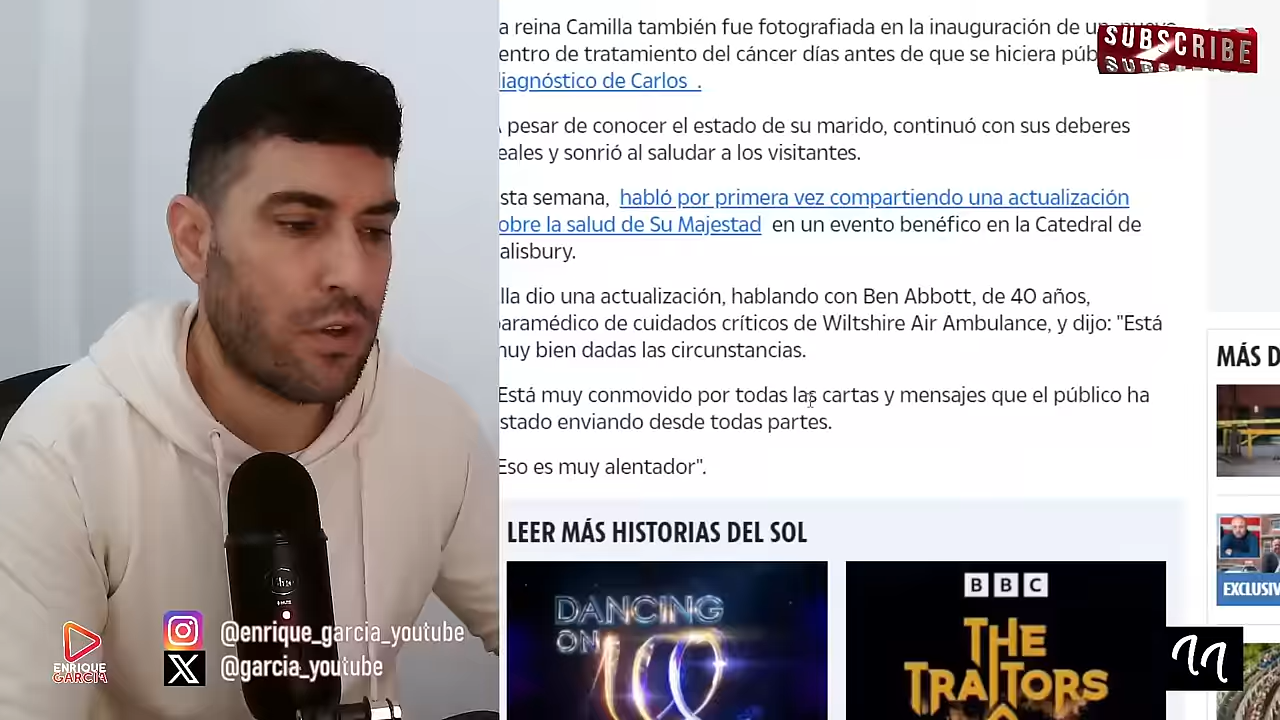 a reina Camilla también fue fotografiada en la inauguración de un nuevo
entro de tratamiento del cáncer días antes de que se hiciera púb
iagnóstico de Carlos .
pesar de conocer el estado de su marido, continuó con sus deberes
eales y sonrió al saludar a los visitantes.
sta semana, habló por primera vez compartiendo una actualización
obre la salud de Su Majestad en un evento benéfico en la Catedral de
alisbury.
lla dio una actualización, hablando con Ben Abbott, de 40 años,
aramédico de cuidados críticos de Wiltshire Air Ambulance, y dijo: "Está
uy bien dadas las circunstancias.
Está muy conmovido por todas las cartas y mensajes que el público ha
stado enviando desde todas partes.
Eso es muy alentador".
LEER MÁS HISTORIAS DEL SOL
DANCING
ON
BBC
THE
TRAITORS
SUBSCRIBE
MÁS D
EXCLUSIV
ENRIQUE
GARCIA
@enrique_garcia_youtube
@garcia_youtube